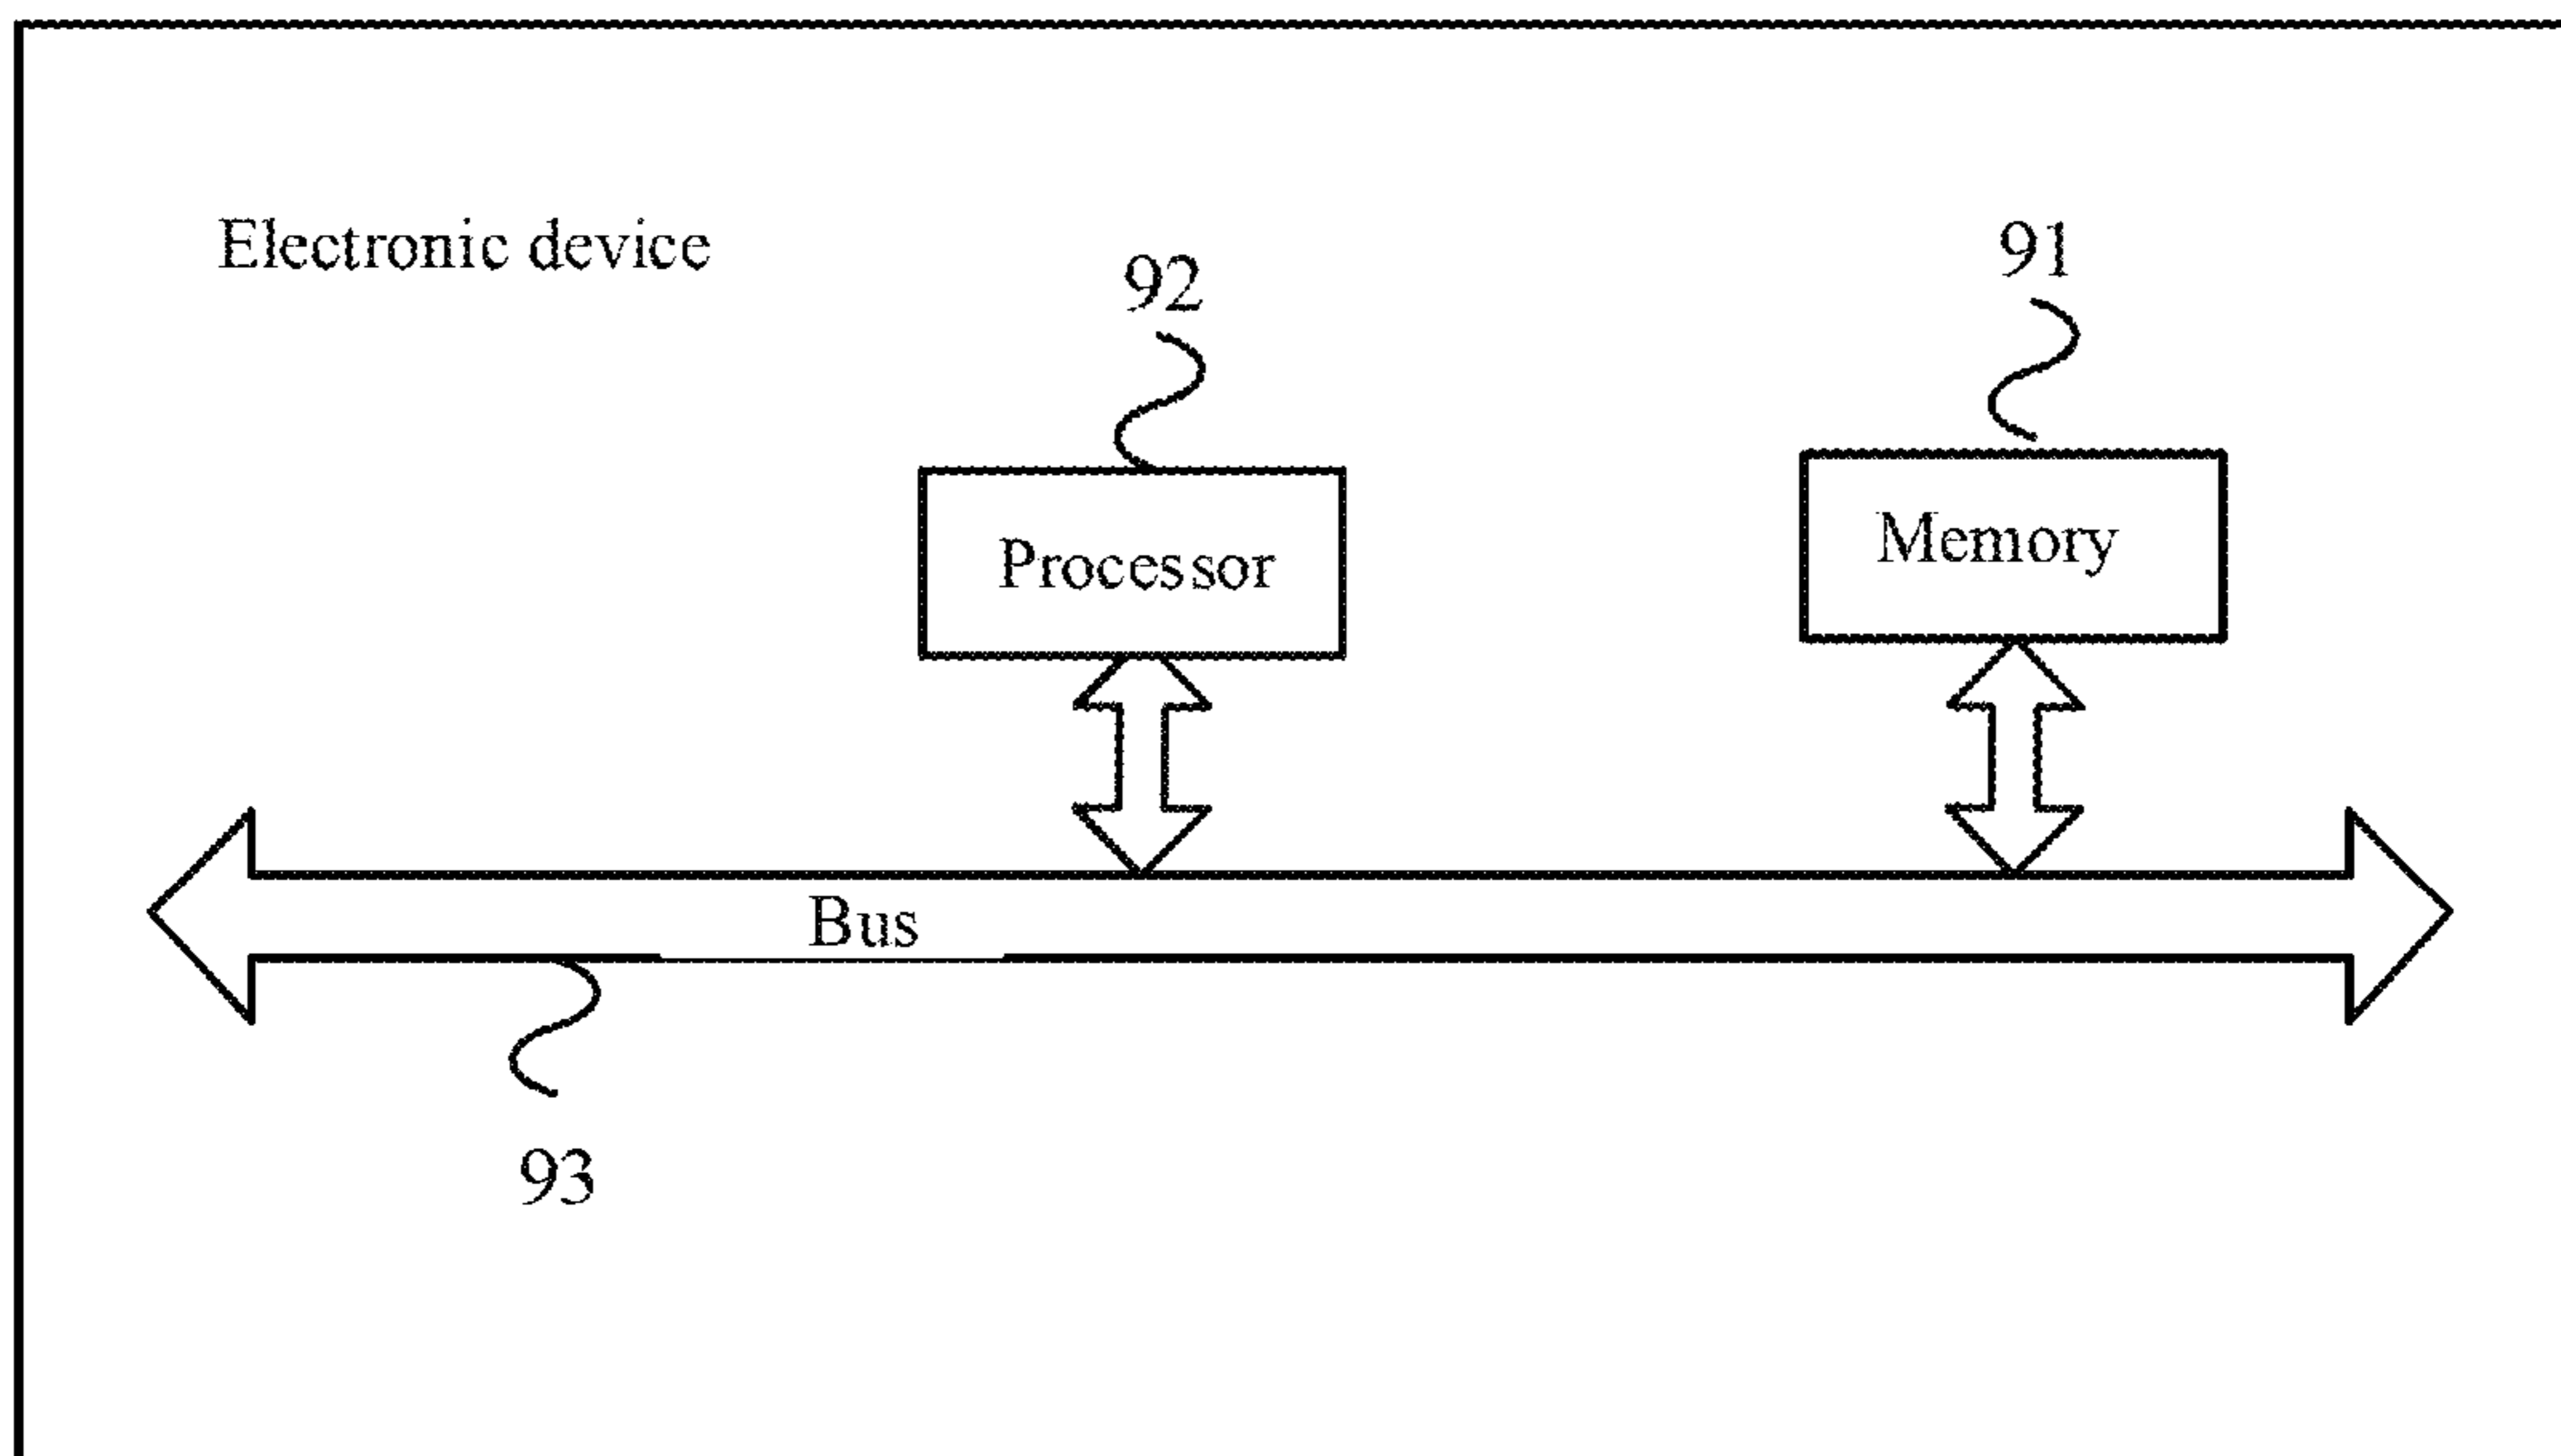 Electronic device
92
91
Processor
Memory
Bus
93